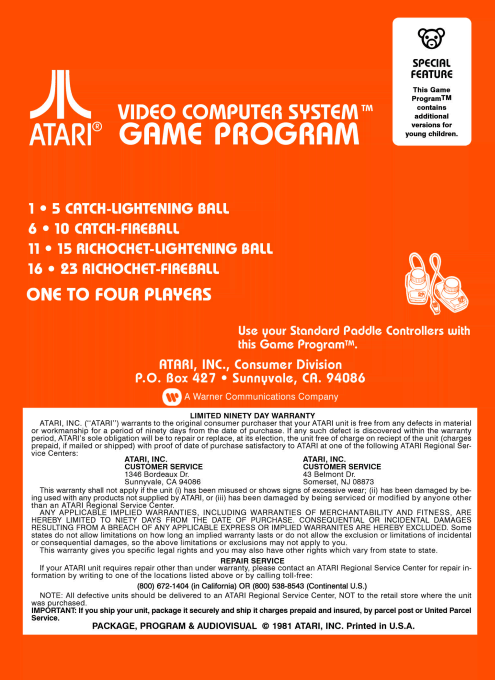 SPECIAL
FEATURE
This Game
Program™
contains
additional
versions for
young children.
ATARI®
VIDEO COMPUTER SYSTEM™
GAME PROGRAM
1 • 5 CATCH-LIGHTENING BALL
6 • 10 CATCH-FIREBALL
11 • 15 RICHOCHET-LIGHTENING BALL
16 • 23 RICHOCHET-FIREBALL
ONE TO FOUR PLAYERS
Use your Standard Paddle Controllers with
this Game Program™.
ATARI, INC., Consumer Division
P.O. Box 427 • Sunnyvale, CA. 94086
A Warner Communications Company
LIMITED NINETY DAY WARRANTY
ATARI, INC. ("ATARI") warrants to the original consumer purchaser that your ATARI unit is free from any defects in material
or workmanship for a period of ninety days from the date of purchase. If any such defect is discovered within the warranty
period, ATARI's sole obligation will be to repair or replace, at its election, the unit free of charge on reciept of the unit (charges
prepaid, if mailed or shipped) with proof of date of purchase satisfactory to ATARI at one of the following ATARI Regional Ser-
vice Centers:
ATARI, INC.
CUSTOMER SERVICE
1346 Bordeaux Dr.
Sunnyvale, CA 94086
ATARI, INC.
CUSTOMER SERVICE
43 Belmont Dr.
Somerset, NJ 08873
This warranty shall not apply if the unit (i) has been misused or shows signs of excessive wear; (ii) has been damaged by be-
ing used with any products not supplied by ATARI, or (iii) has been damaged by being serviced or modified by anyone other
than an ATARI Regional Service Center.
ANY APPLICABLE IMPLIED WARRANTIES, INCLUDING WARRANTIES OF MERCHANTABILITY AND FITNESS, ARE
HEREBY LIMITED TO NIETY DAYS FROM THE DATE OF PURCHASE. CONSEQUENTIAL OR INCIDENTAL DAMAGES
RESULTING FROM A BREACH OF ANY APPLICABLE EXPRESS OR IMPLIED WARRANITES ARE HEREBY EXCLUDED. Some
states do not allow limitations on how long an implied warranty lasts or do not allow the exclusion or limitations of incidental
or consequential damages, so the above limitations or exclusions may not apply to you.
This warranty gives you specific legal rights and you may also have other rights which vary from state to state.
REPAIR SERVICE
If your ATARI unit requires repair other than under warranty, please contact an ATARI Regional Service Center for repair in-
formation by writing to one of the locations listed above or by calling toll-free:
(800) 672-1404 (in California) OR (800) 538-8543 (Continental U.S.)
NOTE: All defective units should be delivered to an ATARI Regional Service Center, NOT to the retail store where the unit
was purchased.
IMPORTANT: If you ship your unit, package it securely and ship it charges prepaid and insured, by parcel post or United Parcel
Service.
PACKAGE, PROGRAM & AUDIOVISUAL © 1981 ATARI, INC. Printed in U.S.A.